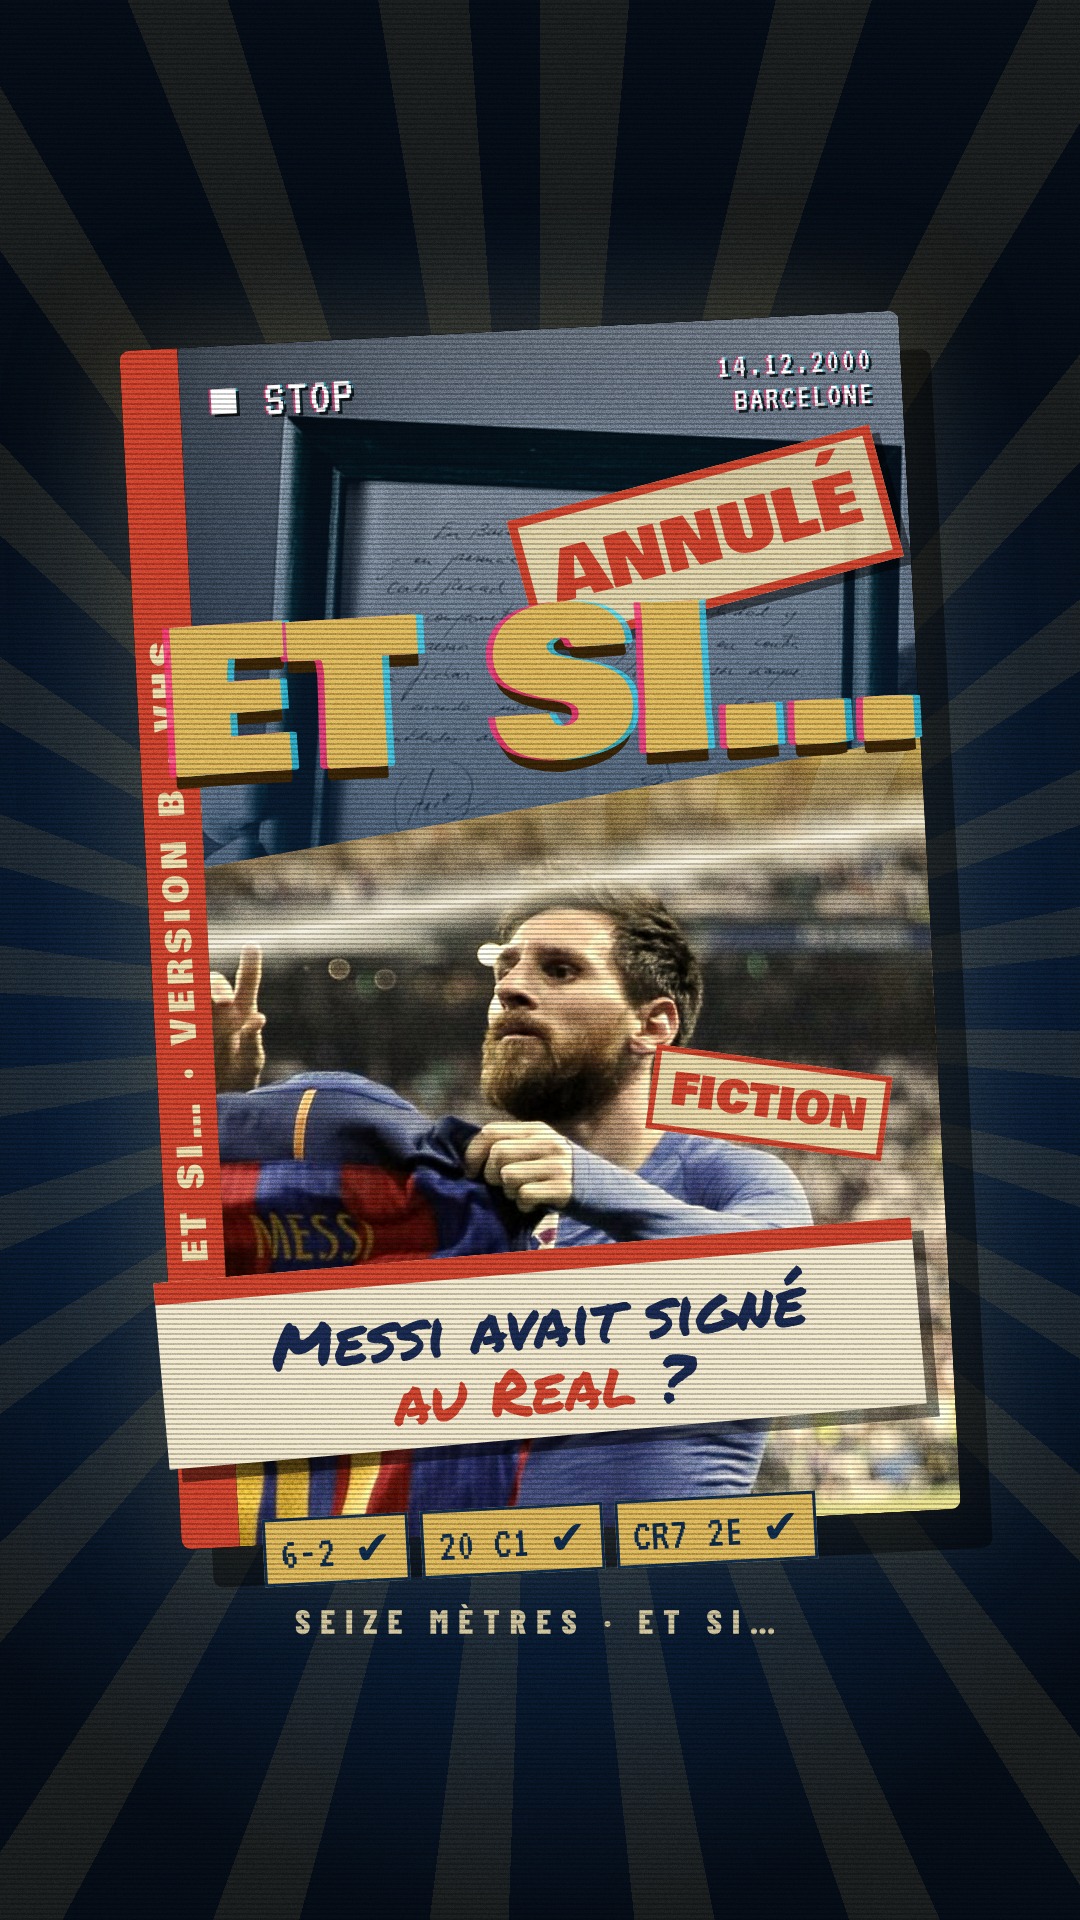 STOP
14.12.2000
BARCELONE
ANNULÉ
ET SI...
ET SI... · VERSION B VHS
MESSI
FICTION
MESSI AVAIT SIGNÉ
AU REAL ?
6-2 ✔
20 C1 ✔
CR7 2E ✔
SEIZE MÈTRES · ET SI...